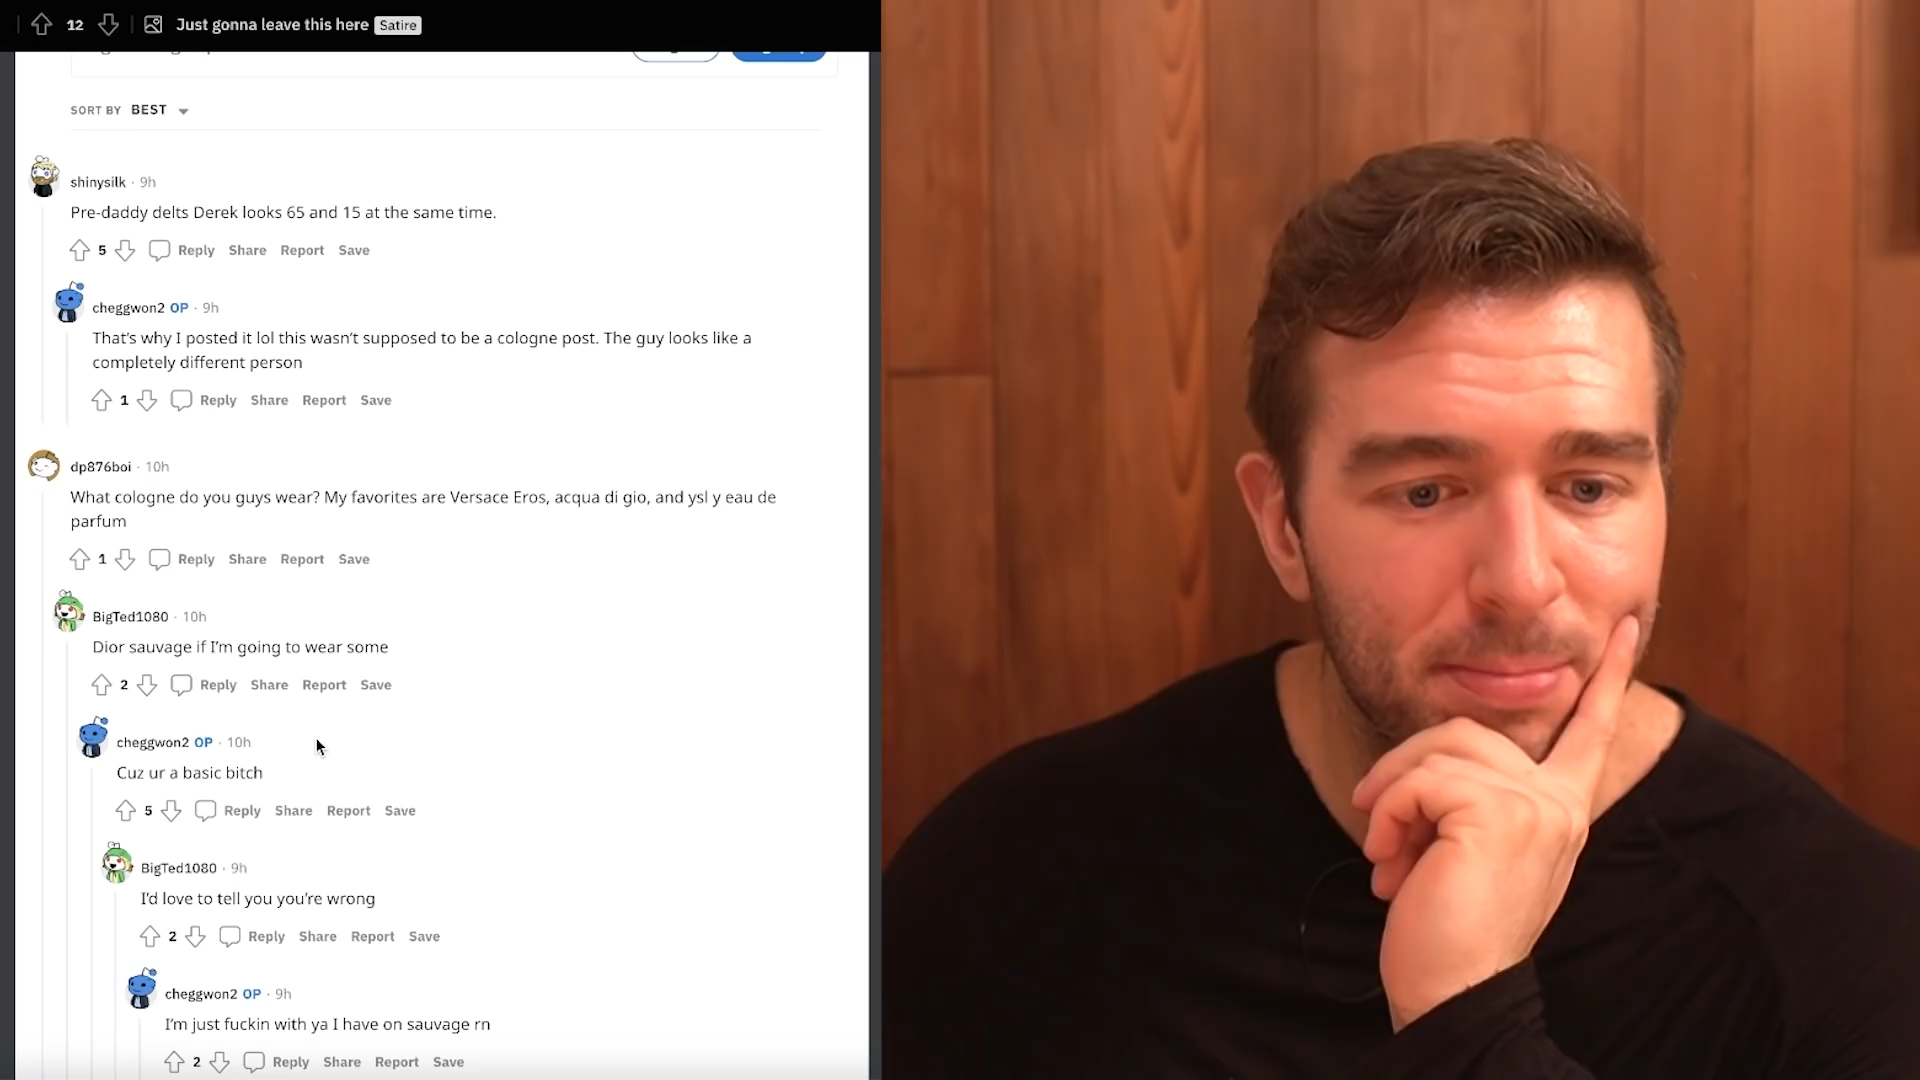 12 Just gonna leave this here Satire
SORT BY BEST
shinysilk · 9h
Pre-daddy delts Derek looks 65 and 15 at the same time.
5 Reply Share Report Save
cheggwon2 OP · 9h
That's why I posted it lol this wasn't supposed to be a cologne post. The guy looks like a
completely different person
1 Reply Share Report Save
dp876boi · 10h
What cologne do you guys wear? My favorites are Versace Eros, acqua di gio, and ysl y eau de
parfum
1 Reply Share Report Save
BigTed1080 · 10h
Dior sauvage if I'm going to wear some
2 Reply Share Report Save
cheggwon2 OP · 10h
Cuz ur a basic bitch
5 Reply Share Report Save
BigTed1080 · 9h
I'd love to tell you you're wrong
2 Reply Share Report Save
cheggwon2 OP · 9h
I'm just fuckin with ya I have on sauvage rn
2 Reply Share Report Save